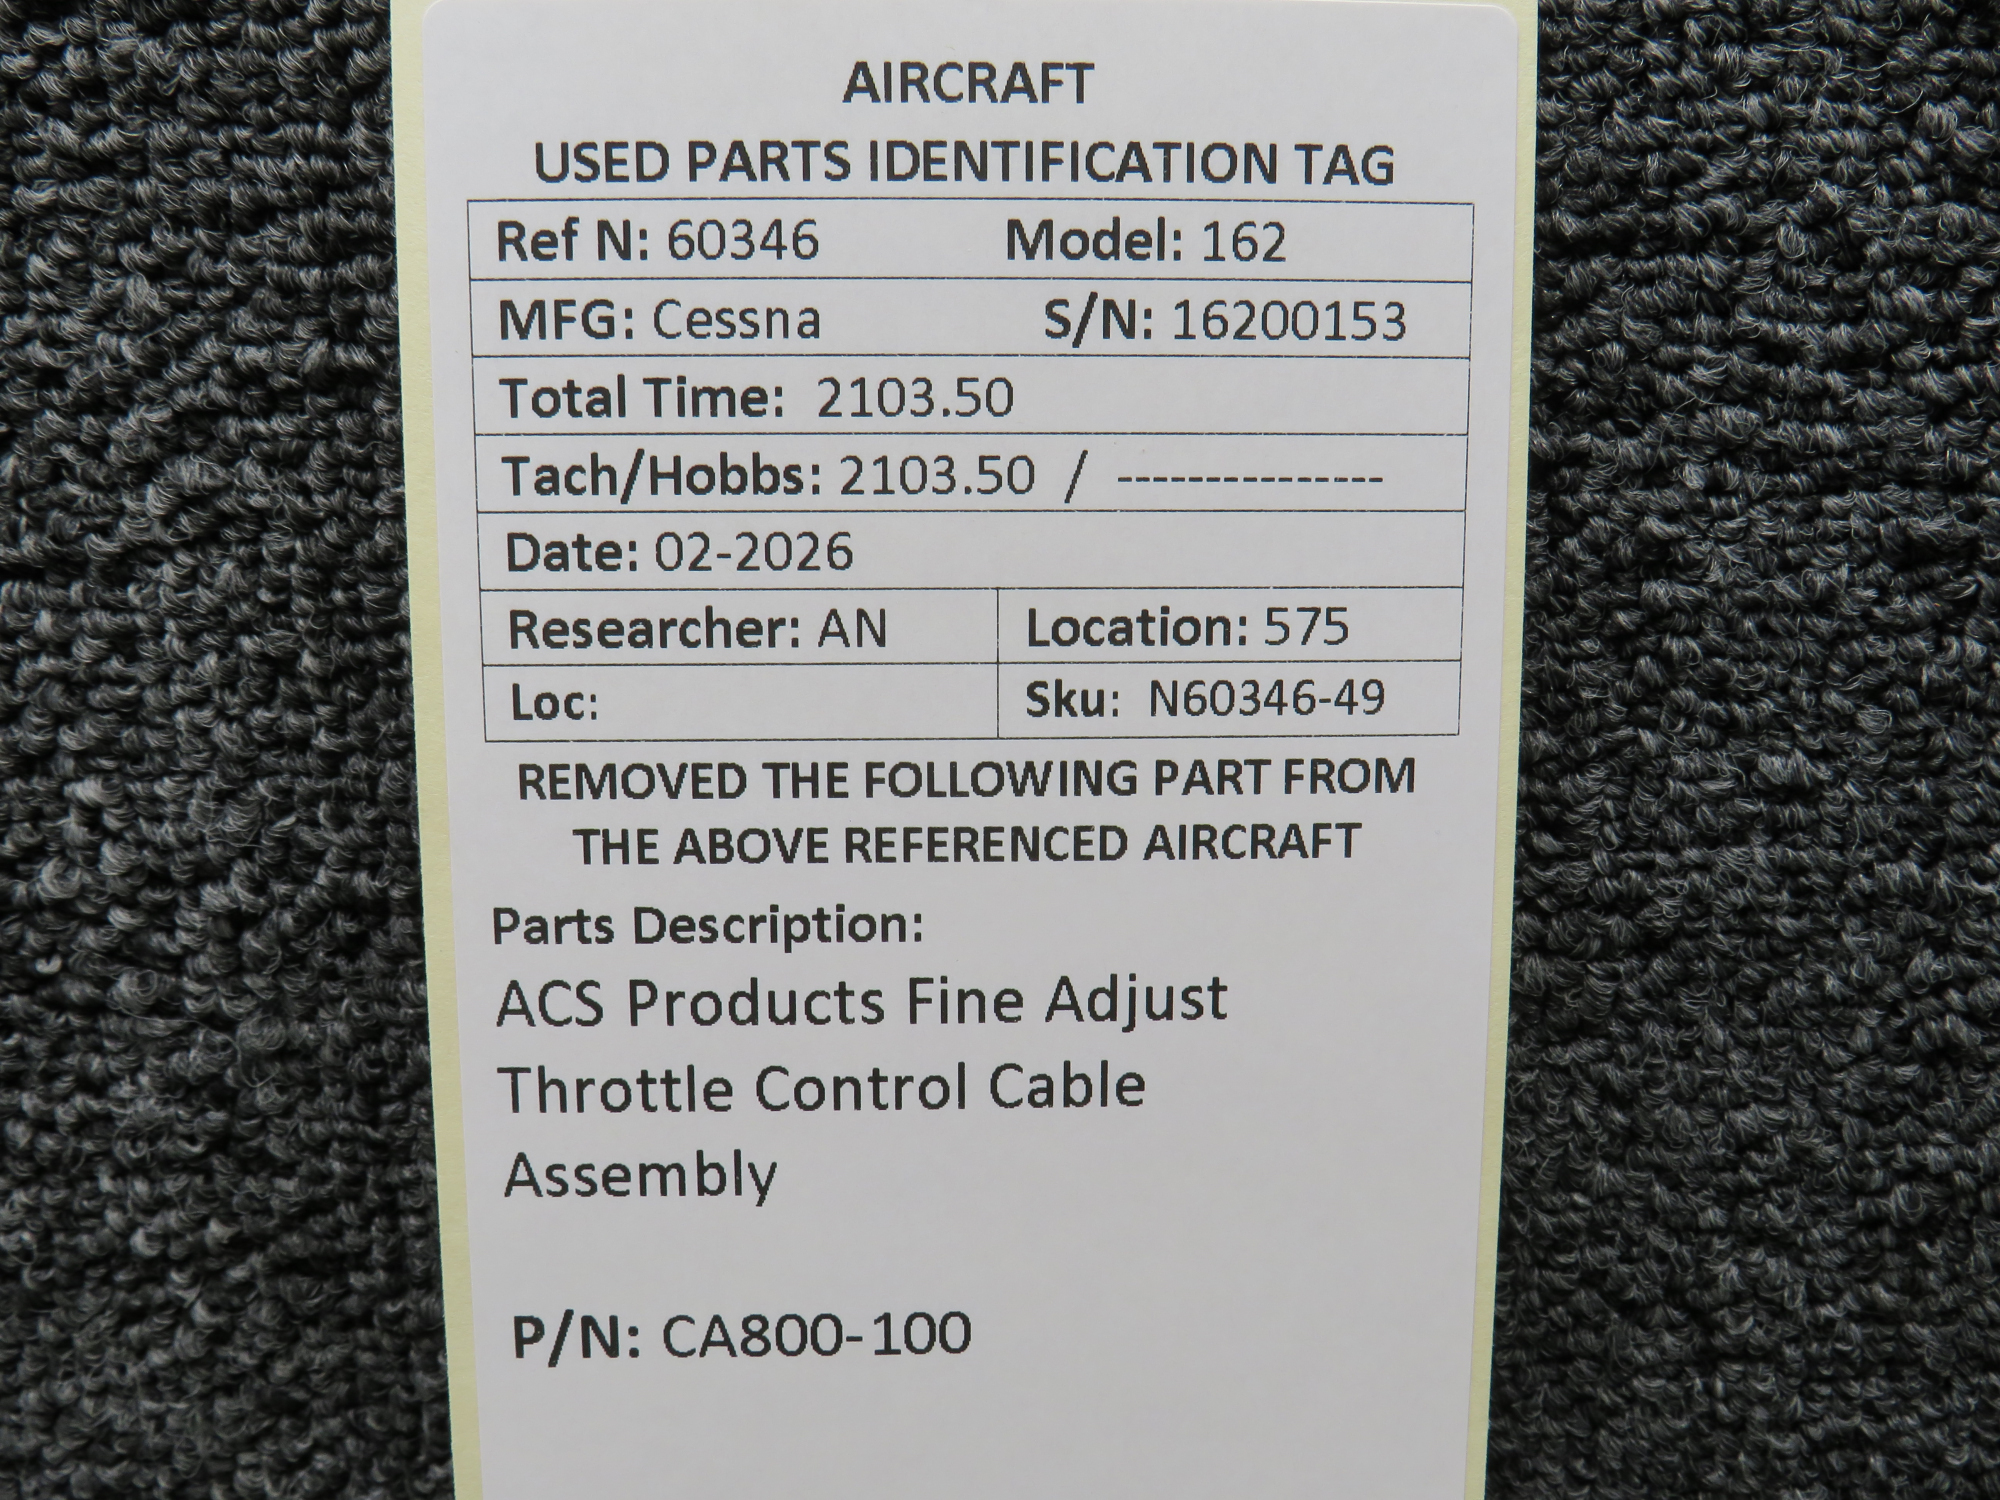 AIRCRAFT
USED PARTS IDENTIFICATION TAG
Ref N: 60346 Model: 162
MFG: Cessna S/N: 16200153
Total Time: 2103.50
Tach/Hobbs: 2103.50 / ---------------
Date: 02-2026
Researcher: AN Location: 575
Loc: Sku: N60346-49
REMOVED THE FOLLOWING PART FROM
THE ABOVE REFERENCED AIRCRAFT
Parts Description:
ACS Products Fine Adjust
Throttle Control Cable
Assembly
P/N: CA800-100